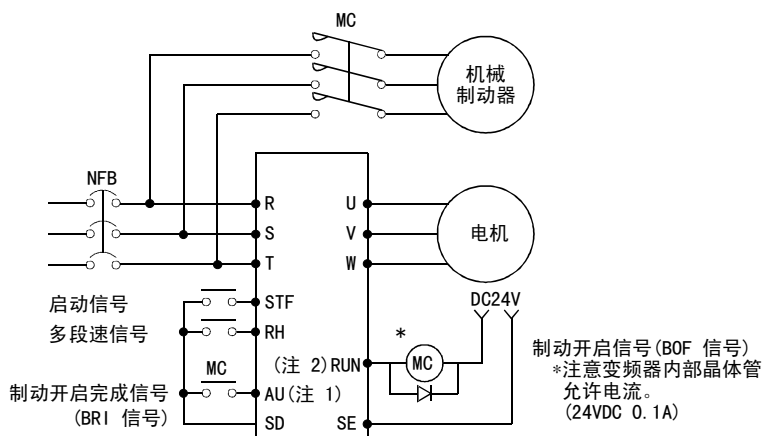 MC
机械
制动器
NFB
R
U
S
V
T
W
电机
启动信号
STF
DC24V
多段速信号
RH
*
制动开启信号(BOF 信号)
(注 2)RUN
MC
*注意变频器内部晶体管
允许电流。
(24VDC 0.1A)
MC
制动开启完成信号
(BRI 信号)
AU(注 1)
SD
SE